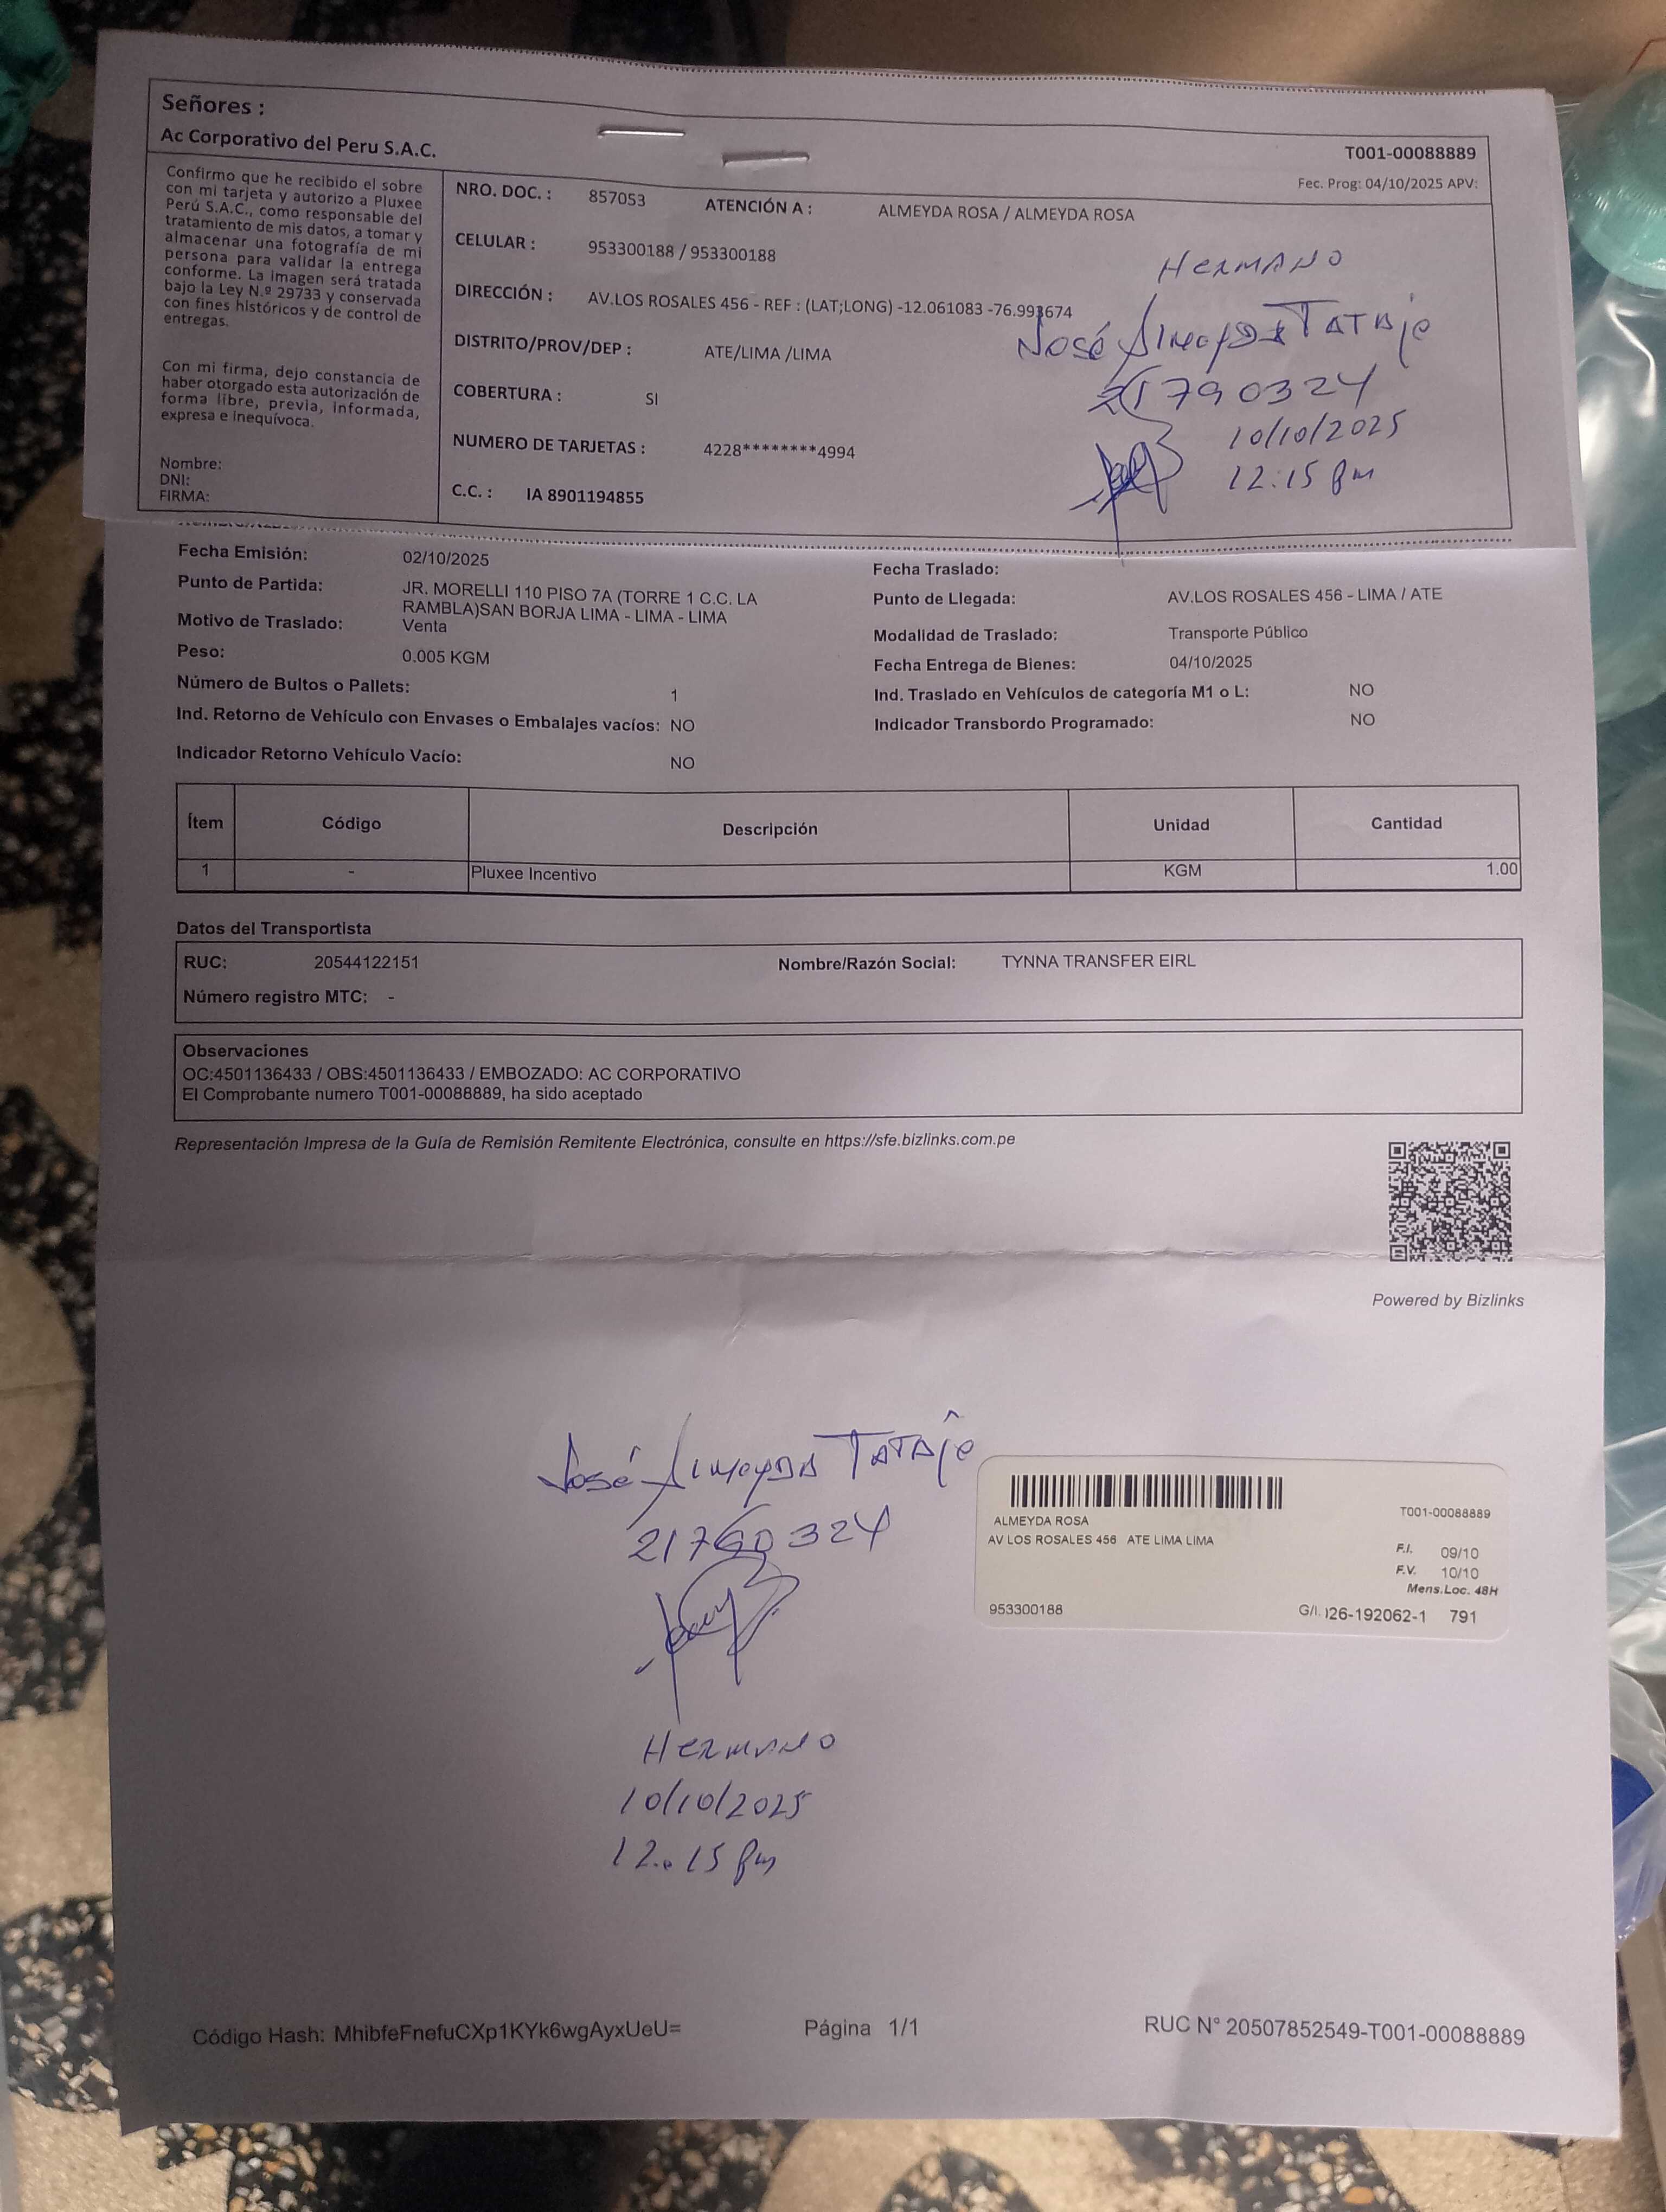 Señores :
Ac Corporativo del Peru S.A.C.
T001-00088889
Fec. Prog: 04/10/2025 APV:
Confirmo que he recibido el sobre
con mi tarjeta y autorizo a Pluxee
Perú S.A.C., como responsable del
tratamiento de mis datos, a tomar y
almacenar una fotografía de mi
persona para validar la entrega
conforme. La imagen será tratada
bajo la Ley N.º 29733 y conservada
con fines históricos y de control de
entregas.
Con mi firma, dejo constancia de
haber otorgado esta autorización de
forma libre, previa, informada,
expresa e inequívoca.
Nombre:
DNI:
FIRMA:
NRO. DOC. : 857053 ATENCIÓN A : ALMEYDA ROSA / ALMEYDA ROSA
CELULAR : 953300188 / 953300188
DIRECCIÓN : AV.LOS ROSALES 456 - REF : (LAT;LONG) -12.061083 -76.993674
DISTRITO/PROV/DEP : ATE/LIMA /LIMA
COBERTURA : SI
NUMERO DE TARJETAS : 4228********4994
C.C. : IA 8901194855
HERMANO
José Almeyda TATAJe
21790324
10/10/2025
12:15 pm
Fecha Emisión: 02/10/2025
Fecha Traslado:
Punto de Partida: JR. MORELLI 110 PISO 7A (TORRE 1 C.C. LA
RAMBLA)SAN BORJA LIMA - LIMA - LIMA
Punto de Llegada: AV.LOS ROSALES 456 - LIMA / ATE
Motivo de Traslado: Venta
Modalidad de Traslado: Transporte Público
Peso: 0.005 KGM
Fecha Entrega de Bienes: 04/10/2025
Número de Bultos o Pallets: 1
Ind. Traslado en Vehículos de categoría M1 o L: NO
Ind. Retorno de Vehículo con Envases o Embalajes vacíos: NO
Indicador Transbordo Programado: NO
Indicador Retorno Vehículo Vacío: NO
Ítem Código Descripción Unidad Cantidad
1 - Pluxee Incentivo KGM 1.00
Datos del Transportista
RUC: 20544122151 Nombre/Razón Social: TYNNA TRANSFER EIRL
Número registro MTC: -
Observaciones
OC:4501136433 / OBS:4501136433 / EMBOZADO: AC CORPORATIVO
El Comprobante numero T001-00088889, ha sido aceptado
Representación Impresa de la Guía de Remisión Remitente Electrónica, consulte en https://sfe.bizlinks.com.pe
Powered by Bizlinks
José Almeyda TATAJe
324
HERMANO
10/10/2025
12:15 pm
T001-00088889
ALMEYDA ROSA
AV LOS ROSALES 456 ATE LIMA LIMA
F.I. 09/10
F.V. 10/10
Mens.Loc. 48H
953300188
G/I. 026-192062-1 791
Código Hash: MhibfeFnefuCXp1KYk6wgAyxUeU=
Página 1/1
RUC N° 20507852549-T001-00088889